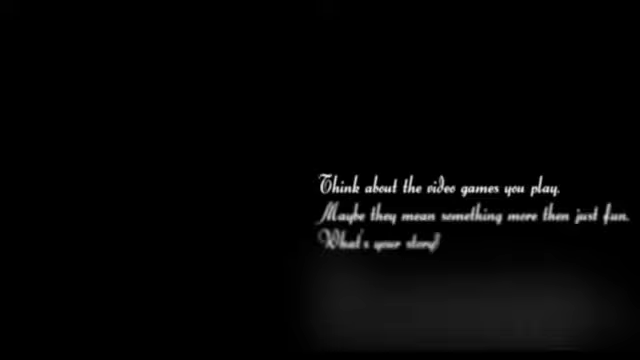 Think about the video games you play.
Maybe they mean something more then just fun.
What's your story?